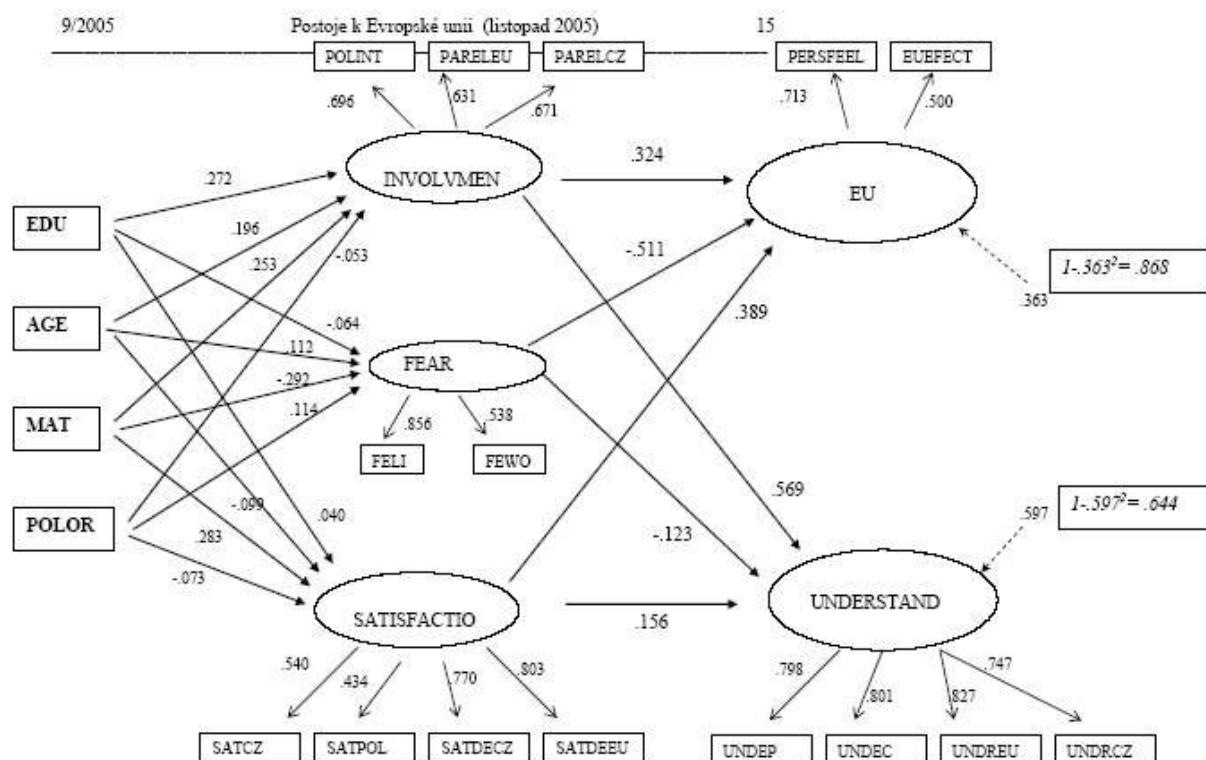 9/2005 Postoje k Evropské unii (listopad 2005) 15
POLINT PARELEU PARELCZ PERSFEEL EUEFECT
.696 .631 .671 .713 .500
INVOLVMEN .324 EU
.272
EDU
.196
.253 -.053 -.511
1-.363²= .868
.363
AGE .389
-.064
.112 FEAR
-.292
MAT .114
.856 .538
FELI FEWO
.569
-.099 .040
POLOR .597 1-.597²= .644
.283 -.123
-.073
SATISFACTIO .156 UNDERSTAND
.540 .434 .770 .803 .798 .801 .827 .747
SATCZ SATPOL SATDECZ SATDEEU UNDEP UNDEC UNDREU UNDRCZ